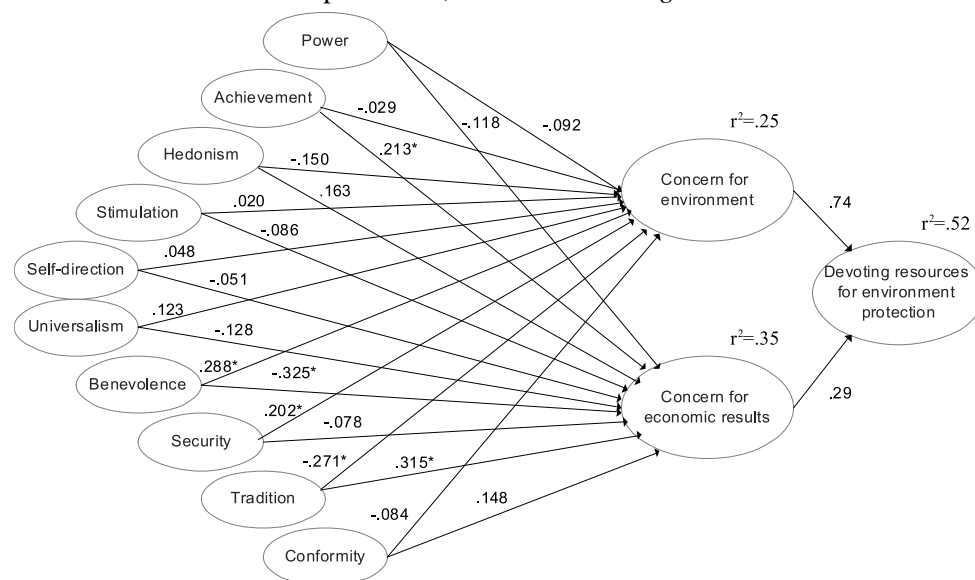 Power
Achievement
-.029
-.118
-.092
r²=.25
Hedonism
.213*
-.150
Concern for
environment
Stimulation
.020
.163
.74
-.086
r²=.52
Self-direction
.048
-.051
Devoting resources
for environment
protection
Universalism
.123
-.128
r²=.35
Benevolence
.288*
-.325*
.29
Concern for
economic results
Security
.202*
-.078
Tradition
-.271*
.315*
-.084
.148
Conformity